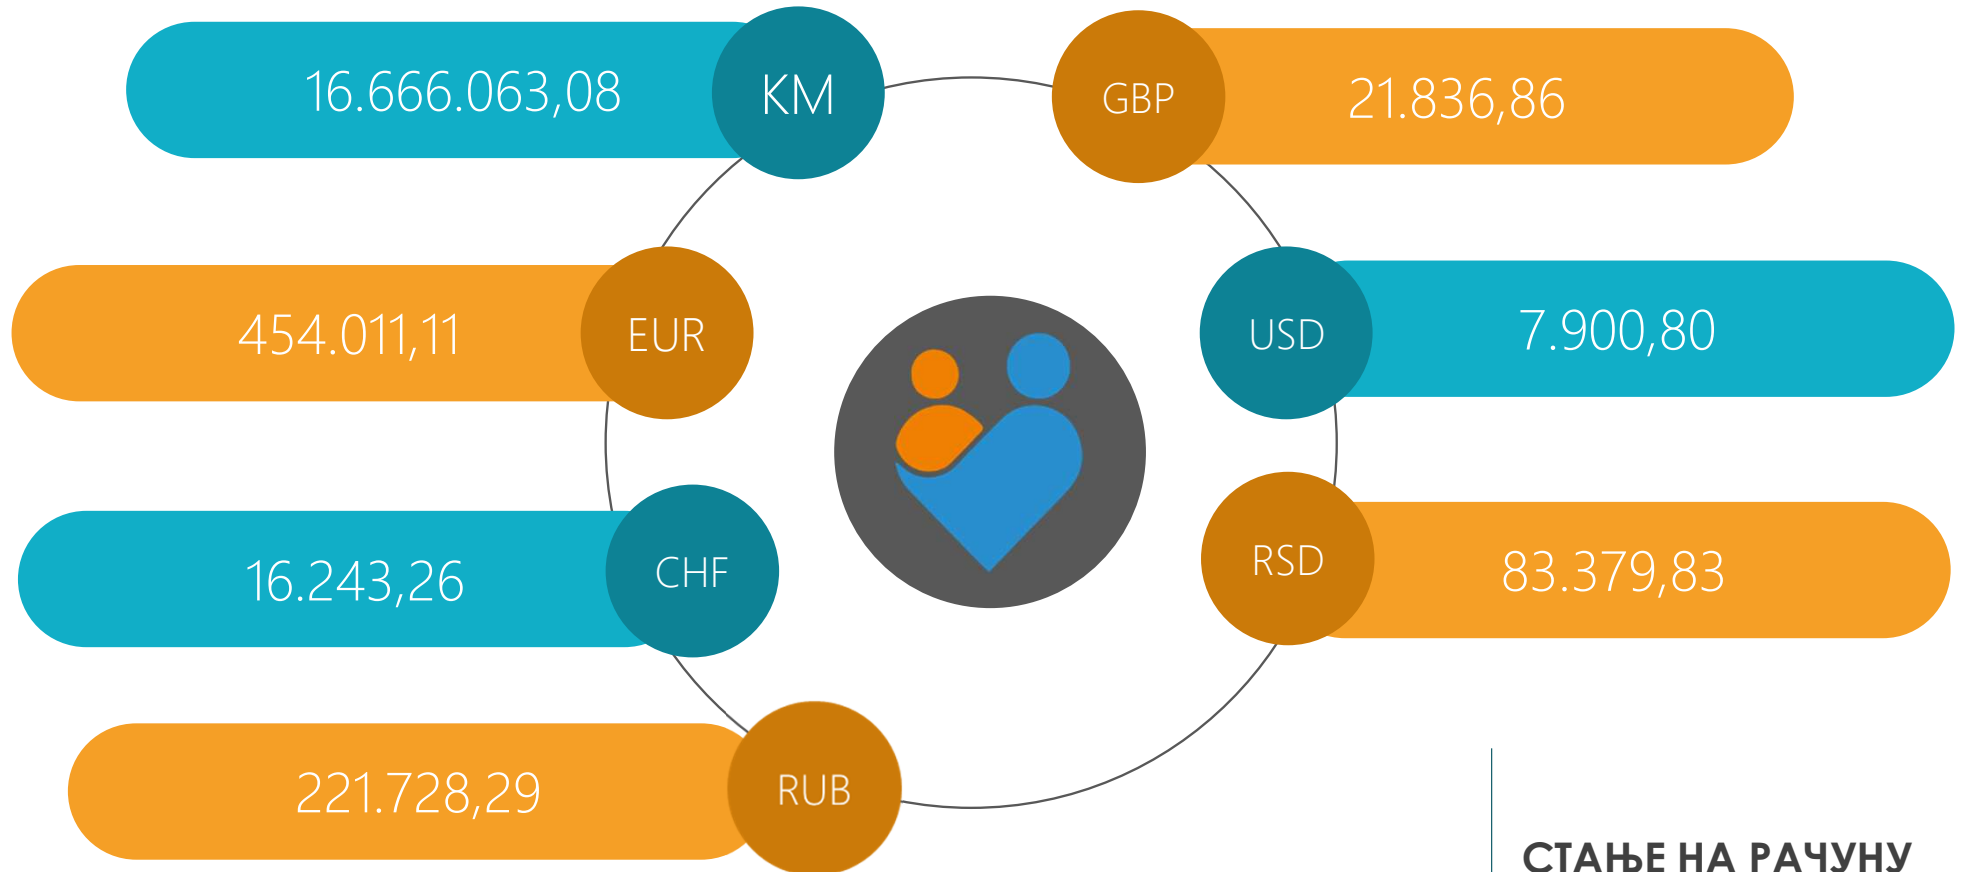 16.666.063,08
KM
GBP
21.836,86
454.011,11
EUR
USD
7.900,80
16.243,26
CHF
RSD
83.379,83
221.728,29
RUB
СТАЊЕ НА РАЧУНУ